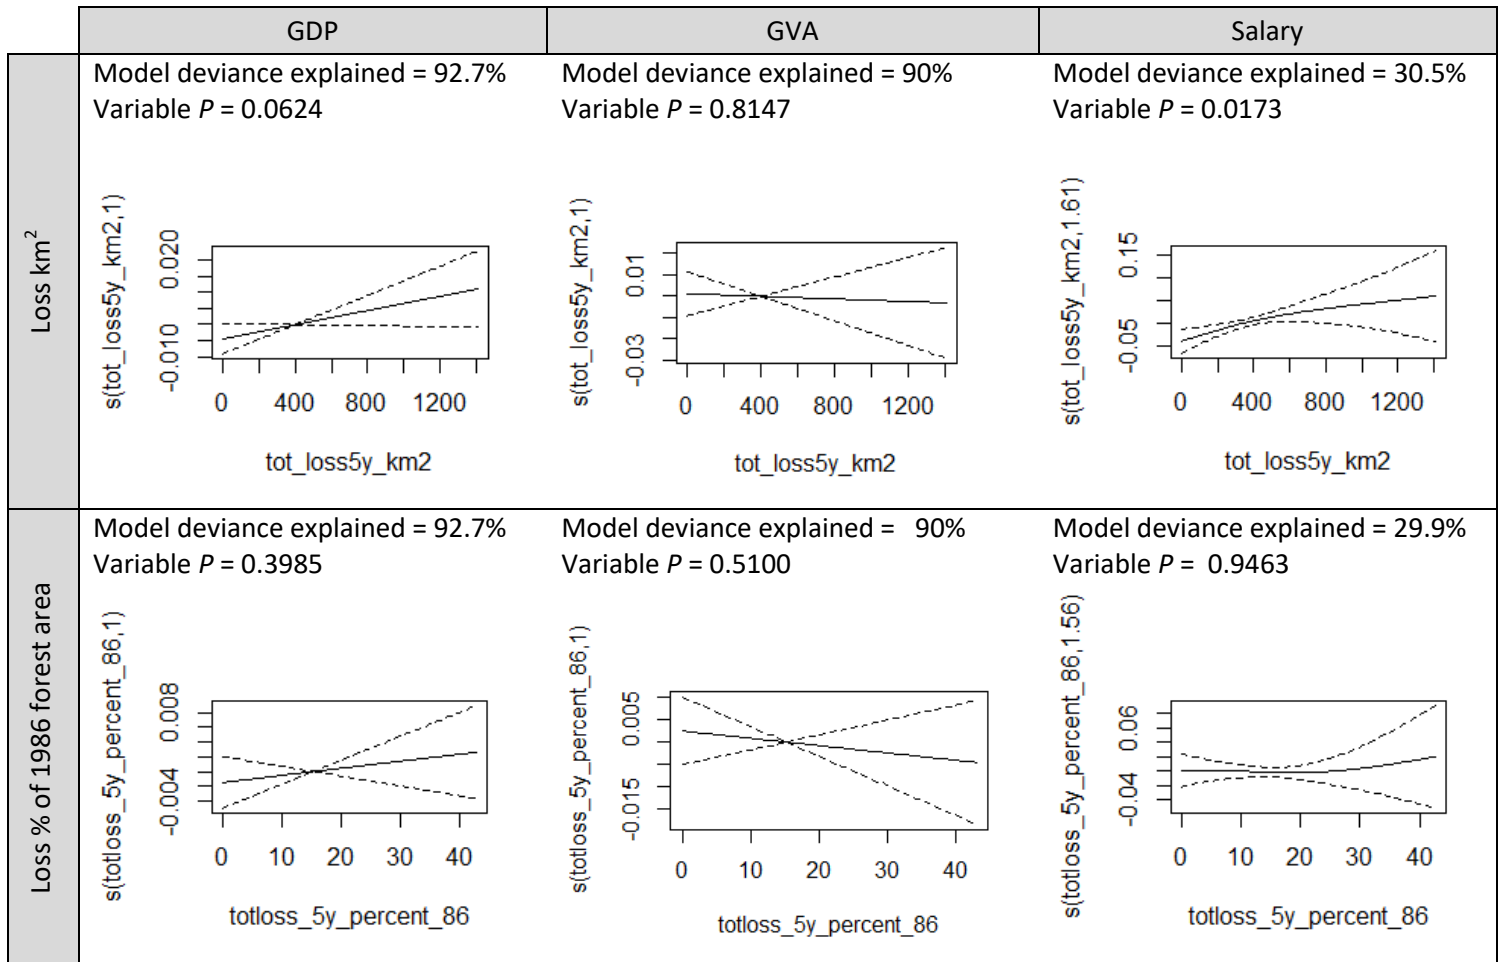 GDP
GVA
Salary
Loss km²
Model deviance explained = 92.7%
Variable P = 0.0624
s(tot_loss5y_km2,1)
0.020
-0.010
0 400 800 1200
tot_loss5y_km2
Model deviance explained = 90%
Variable P = 0.8147
s(tot_loss5y_km2,1)
0.01
-0.03
0 400 800 1200
tot_loss5y_km2
Model deviance explained = 30.5%
Variable P = 0.0173
s(tot_loss5y_km2,1.61)
0.15
-0.05
0 400 800 1200
tot_loss5y_km2
Loss % of 1986 forest area
Model deviance explained = 92.7%
Variable P = 0.3985
s(totloss_5y_percent_86,1)
0.008
-0.004
0 10 20 30 40
totloss_5y_percent_86
Model deviance explained = 90%
Variable P = 0.5100
s(totloss_5y_percent_86,1)
0.005
-0.015
0 10 20 30 40
totloss_5y_percent_86
Model deviance explained = 29.9%
Variable P = 0.9463
s(totloss_5y_percent_86,1.56)
0.06
-0.04
0 10 20 30 40
totloss_5y_percent_86